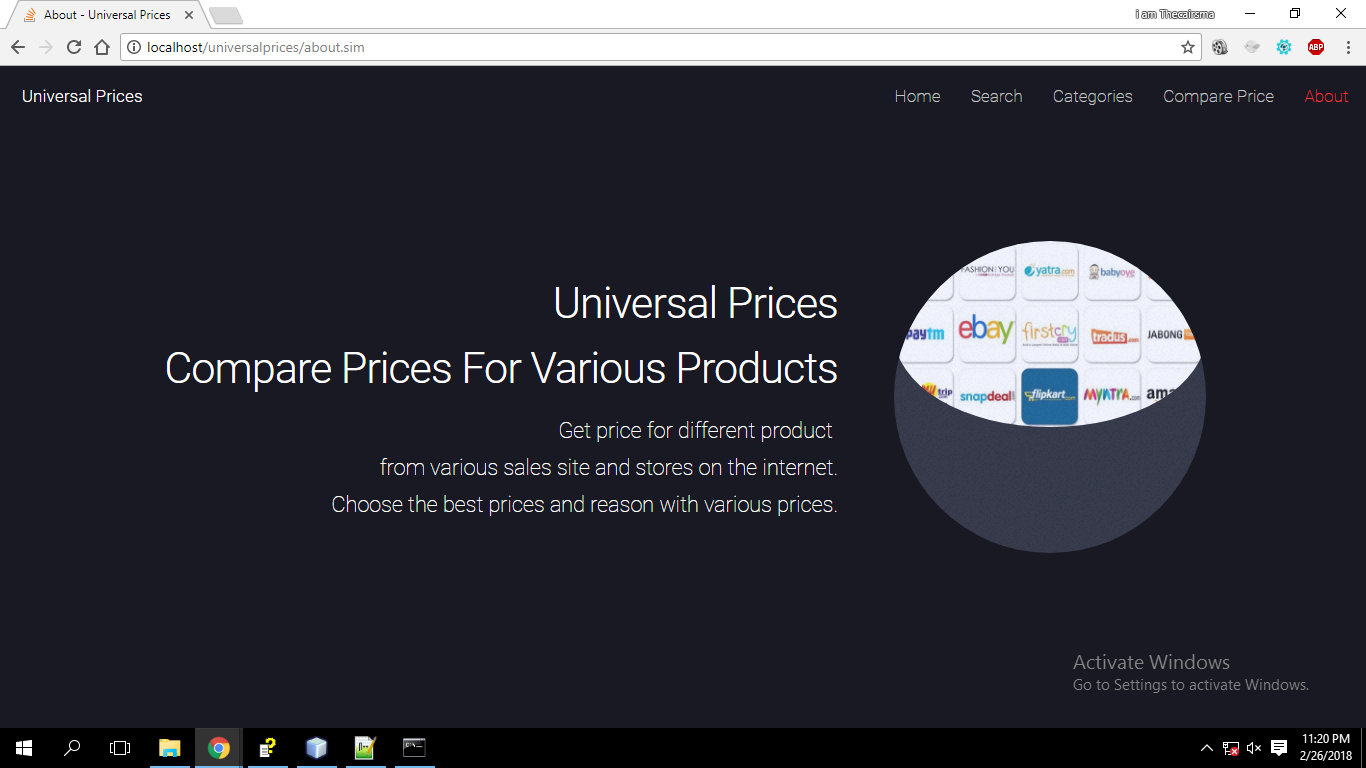 About - Universal Prices
i am Thecairsma
localhost/universalprices/about.sim
ABP
Universal Prices
Home Search Categories Compare Price About
FASHION YOU yatra.com babyoye
Universal Prices
paytm ebay firstcry tradus.com JABONG
Compare Prices For Various Products
trip snapdeal flipkart.com Myntra.com ama
Get price for different product
from various sales site and stores on the internet.
Choose the best prices and reason with various prices.
Activate Windows
Go to Settings to activate Windows.
11:20 PM
2/26/2018